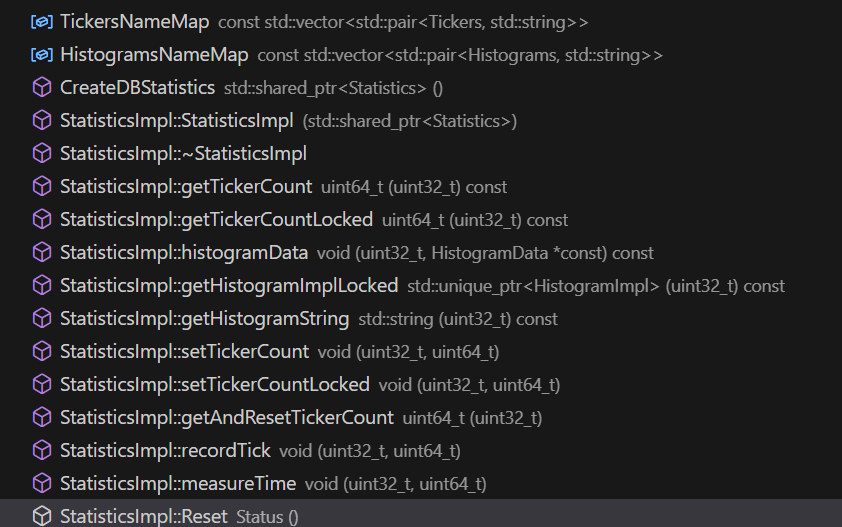 TickersNameMap const std::vector<std::pair<Tickers, std::string>>
HistogramsNameMap const std::vector<std::pair<Histograms, std::string>>
CreateDBStatistics std::shared_ptr<Statistics> ()
StatisticsImpl::StatisticsImpl (std::shared_ptr<Statistics>)
StatisticsImpl::~StatisticsImpl
StatisticsImpl::getTickerCount uint64_t (uint32_t) const
StatisticsImpl::getTickerCountLocked uint64_t (uint32_t) const
StatisticsImpl::histogramData void (uint32_t, HistogramData *const) const
StatisticsImpl::getHistogramImplLocked std::unique_ptr<HistogramImpl> (uint32_t) const
StatisticsImpl::getHistogramString std::string (uint32_t) const
StatisticsImpl::setTickerCount void (uint32_t, uint64_t)
StatisticsImpl::setTickerCountLocked void (uint32_t, uint64_t)
StatisticsImpl::getAndResetTickerCount uint64_t (uint32_t)
StatisticsImpl::recordTick void (uint32_t, uint64_t)
StatisticsImpl::measureTime void (uint32_t, uint64_t)
StatisticsImpl::Reset Status ()